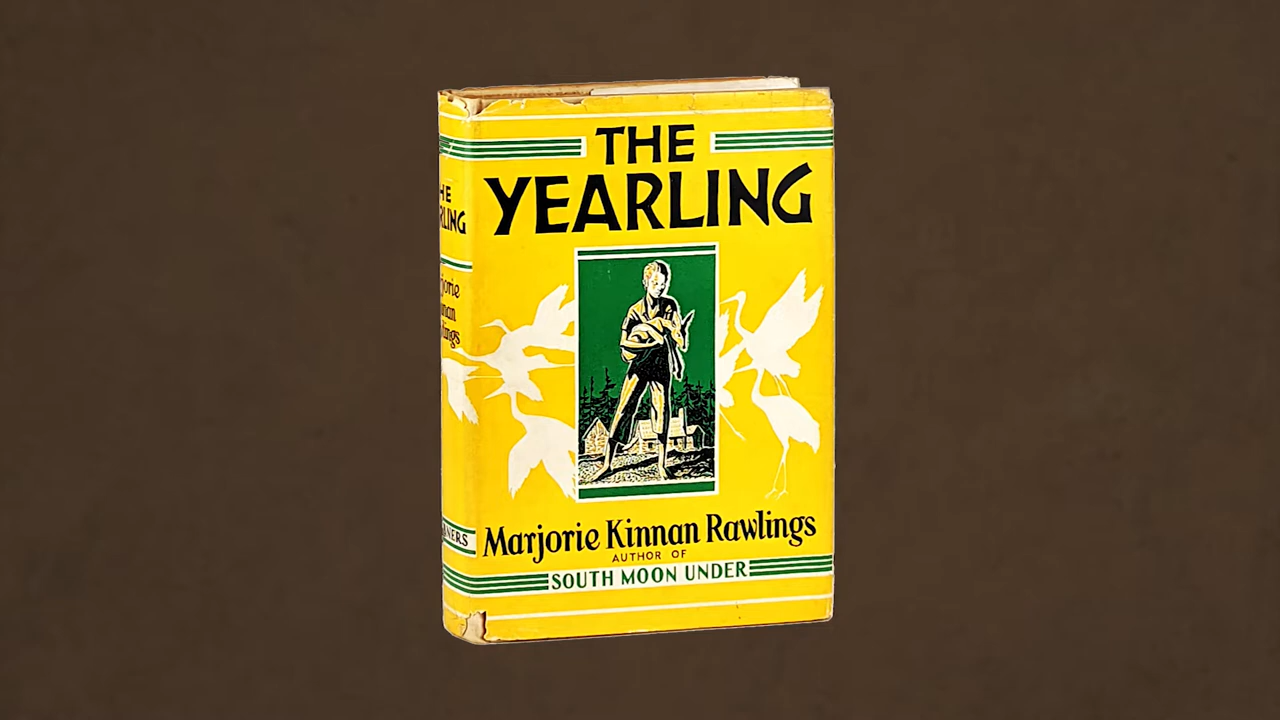 THE
YEARLING
Marjorie Kinnan Rawlings
AUTHOR OF
SOUTH MOON UNDER